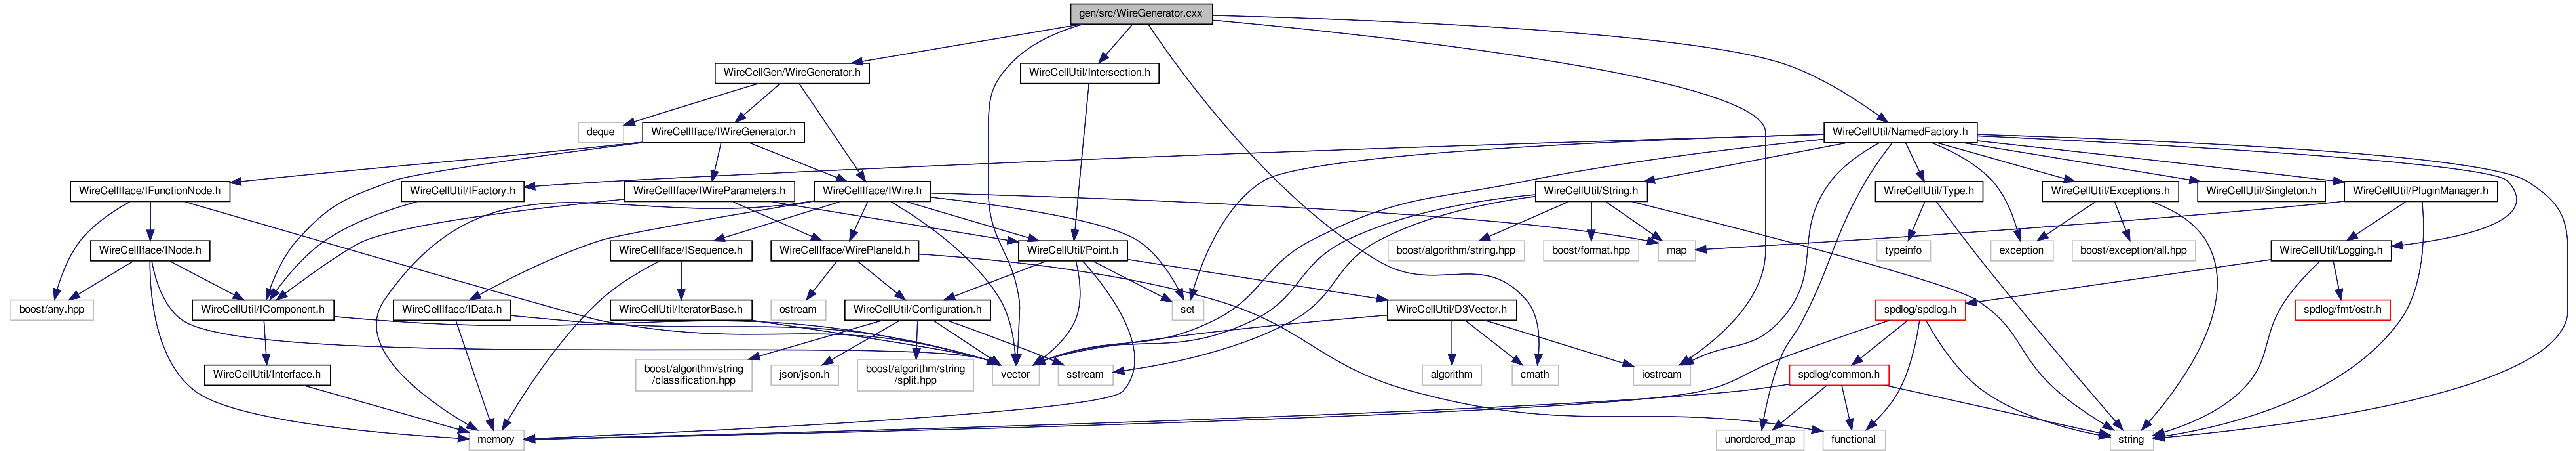 gen/src/WireGenerator.cxx
WireCellGen/WireGenerator.h
WireCellUtil/Intersection.h
deque
WireCellIface/IWireGenerator.h
WireCellUtil/NamedFactory.h
WireCellIface/IFunctionNode.h
WireCellUtil/IFactory.h
WireCellIface/IWireParameters.h
WireCellIface/IWire.h
WireCellUtil/String.h
WireCellUtil/Type.h
WireCellUtil/Exceptions.h
WireCellUtil/Singleton.h
WireCellUtil/PluginManager.h
WireCellIface/INode.h
WireCellIface/ISequence.h
WireCellIface/WirePlaneId.h
WireCellUtil/Point.h
boost/algorithm/string.hpp
boost/format.hpp
map
typeinfo
exception
boost/exception/all.hpp
WireCellUtil/Logging.h
boost/any.hpp
WireCellUtil/IComponent.h
WireCellIface/IData.h
WireCellUtil/IteratorBase.h
ostream
WireCellUtil/Configuration.h
set
WireCellUtil/D3Vector.h
spdlog/spdlog.h
spdlog/fmt/ostr.h
WireCellUtil/Interface.h
boost/algorithm/string
/classification.hpp
json/json.h
boost/algorithm/string
/split.hpp
vector
sstream
algorithm
cmath
iostream
spdlog/common.h
memory
unordered_map
functional
string